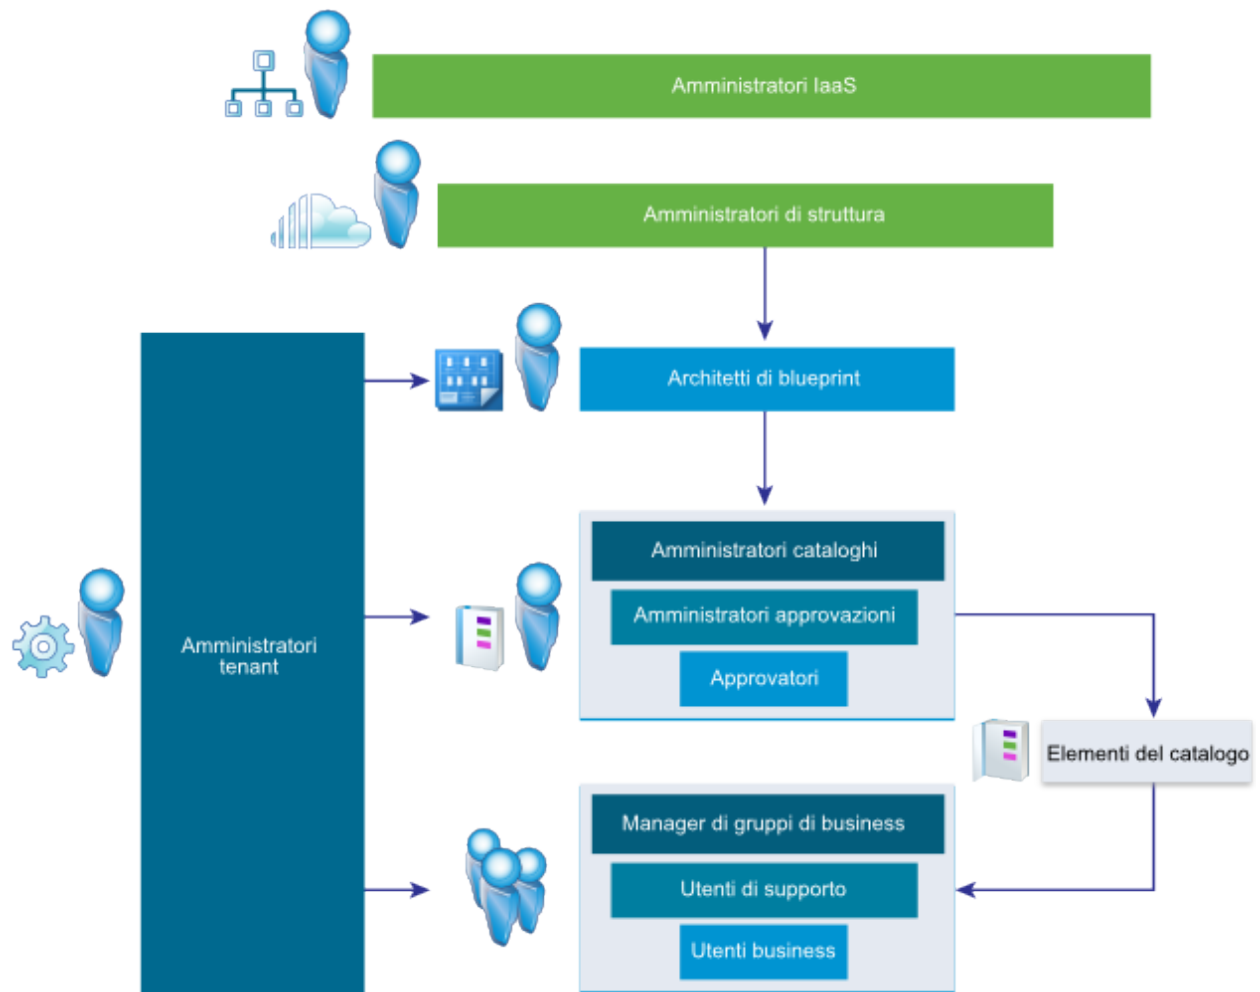 Amministratori IaaS
Amministratori di struttura
Architetti di blueprint
Amministratori cataloghi
Amministratori approvazioni
Amministratori
tenant
Approvatori
Elementi del catalogo
Manager di gruppi di business
Utenti di supporto
Utenti business